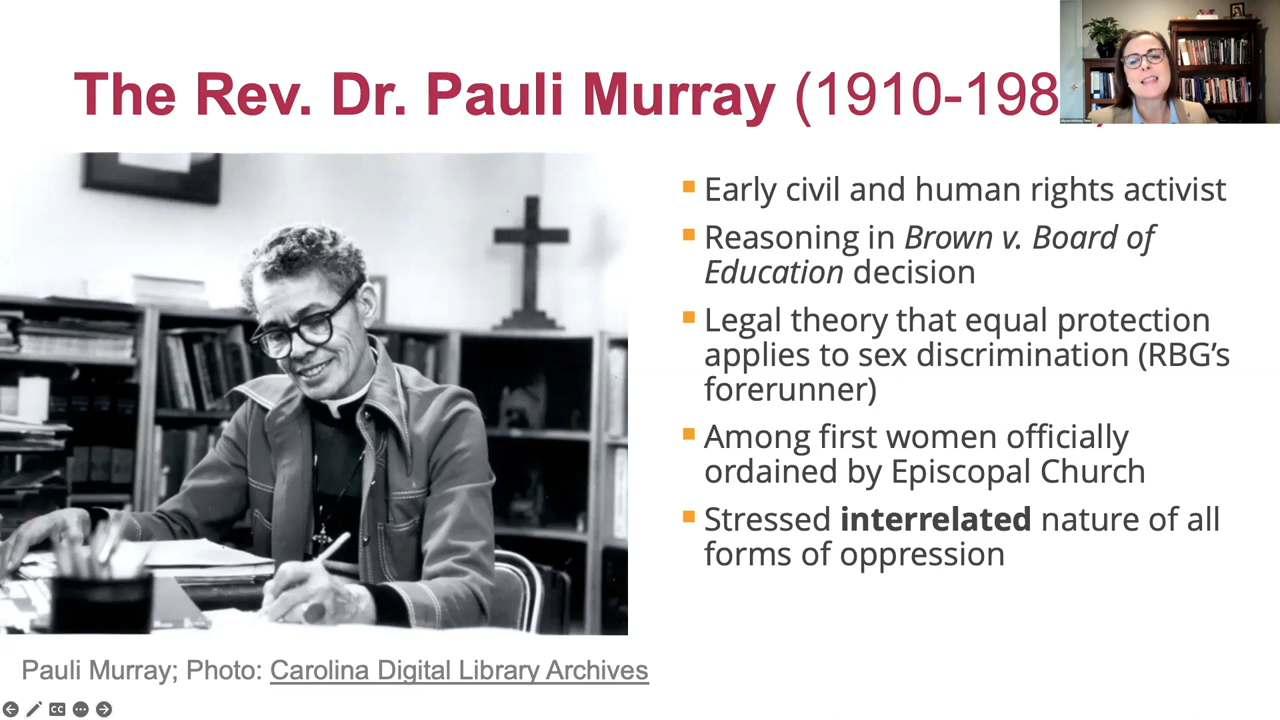 The Rev. Dr. Pauli Murray (1910-198
Early civil and human rights activist
Reasoning in Brown v. Board of
Education decision
Legal theory that equal protection
applies to sex discrimination (RBG’s
forerunner)
Among first women officially
ordained by Episcopal Church
Stressed interrelated nature of all
forms of oppression
Pauli Murray; Photo: Carolina Digital Library Archives
CC